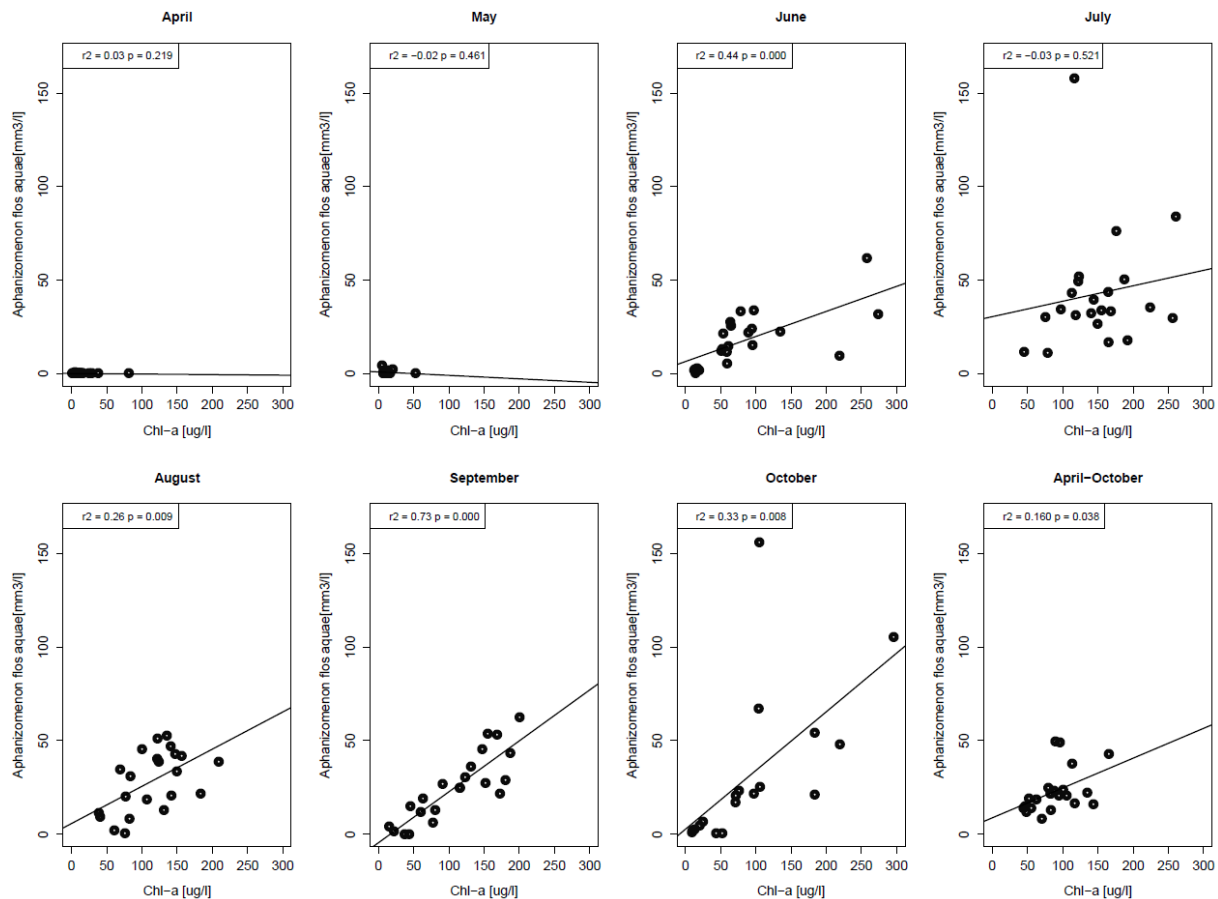 April
r2 = 0.03 p = 0.219
Aphanizomenon flos aquae[mm3/l]
0 50 100 150
0 50 100 150 200 250 300
Chl−a [ug/l]
May
r2 = −0.02 p = 0.461
Aphanizomenon flos aquae[mm3/l]
0 50 100 150
0 50 100 150 200 250 300
Chl−a [ug/l]
June
r2 = 0.44 p = 0.000
Aphanizomenon flos aquae[mm3/l]
0 50 100 150
0 50 100 150 200 250 300
Chl−a [ug/l]
July
r2 = −0.03 p = 0.521
Aphanizomenon flos aquae[mm3/l]
0 50 100 150
0 50 100 150 200 250 300
Chl−a [ug/l]
August
r2 = 0.26 p = 0.009
Aphanizomenon flos aquae[mm3/l]
0 50 100 150
0 50 100 150 200 250 300
Chl−a [ug/l]
September
r2 = 0.73 p = 0.000
Aphanizomenon flos aquae[mm3/l]
0 50 100 150
0 50 100 150 200 250 300
Chl−a [ug/l]
October
r2 = 0.33 p = 0.008
Aphanizomenon flos aquae[mm3/l]
0 50 100 150
0 50 100 150 200 250 300
Chl−a [ug/l]
April−October
r2 = 0.160 p = 0.038
Aphanizomenon flos aquae[mm3/l]
0 50 100 150
0 50 100 150 200 250 300
Chl−a [ug/l]